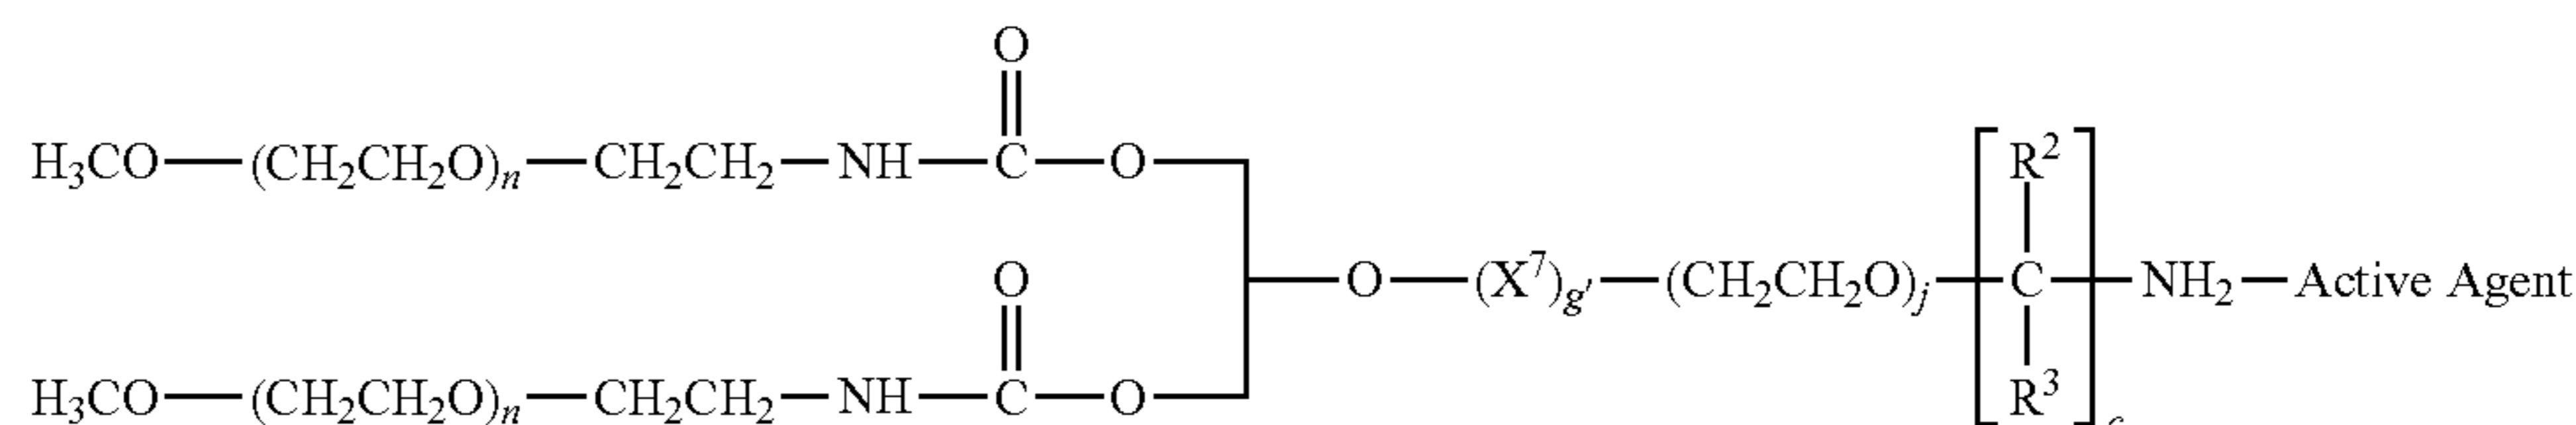 O
H₃CO—(CH₂CH₂O)ₙ—CH₂CH₂—NH—C—O
R²
O
O—(X⁷)g'—(CH₂CH₂O)ⱼ—C—NH₂—Active Agent
H₃CO—(CH₂CH₂O)ₙ—CH₂CH₂—NH—C—O
R³